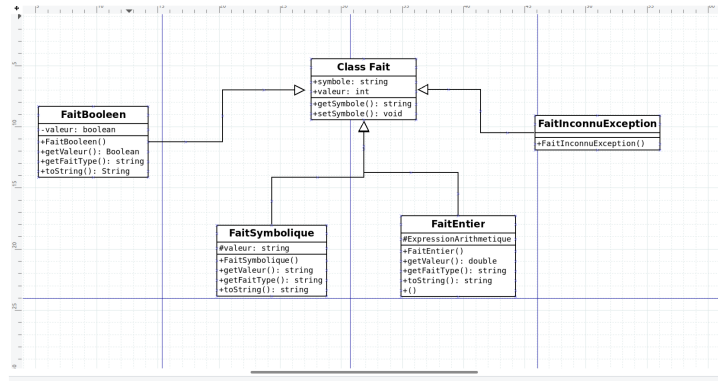 Class Fait
+symbole: string
+valeur: int
+getSymbole(): string
+setSymbole(): void
FaitBooleen
-valeur: boolean
+FaitBooleen()
+getValeur(): Boolean
+getFaitType(): string
+toString(): String
FaitInconnuException
+FaitInconnuException()
FaitSymbolique
#valeur: string
+FaitSymbolique()
+getValeur(): string
+getFaitType(): string
+toString(): string
FaitEntier
#ExpressionArithmetique
+FaitEntier()
+getValeur(): double
+getFaitType(): string
+toString(): string
+()